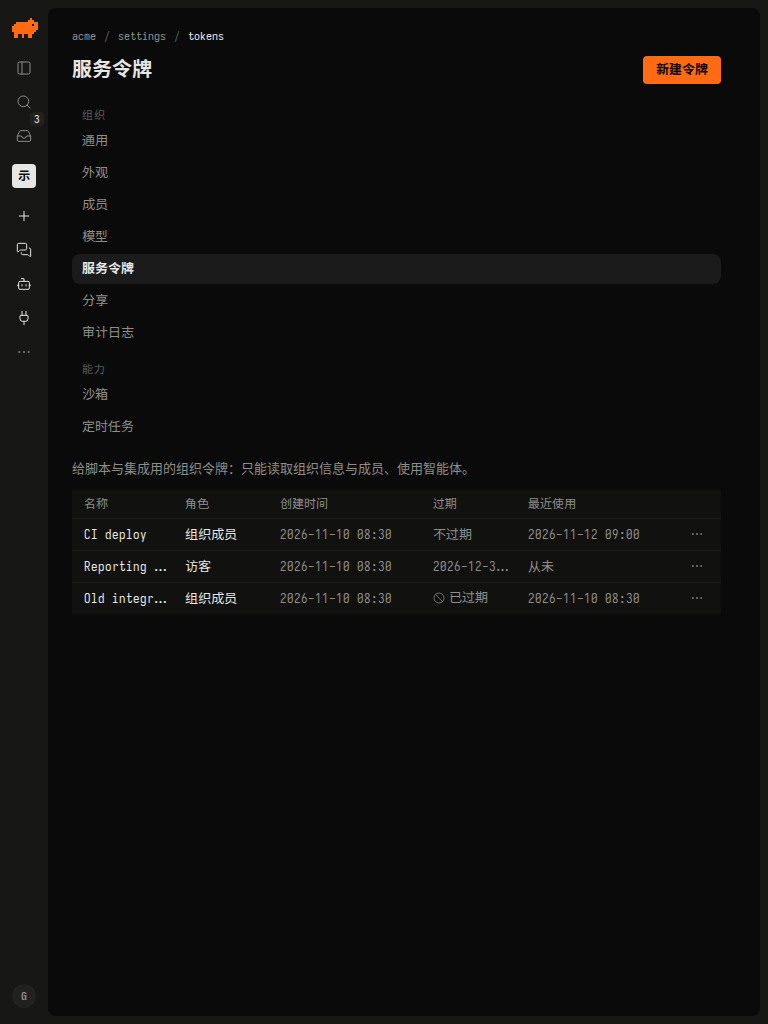 acme / settings / tokens
服务令牌
新建令牌
3
示
组织
通用
外观
成员
模型
服务令牌
分享
审计日志
能力
沙箱
定时任务
给脚本与集成用的组织令牌：只能读取组织信息与成员、使用智能体。
名称 角色 创建时间 过期 最近使用
CI deploy 组织成员 2026-11-10 08:30 不过期 2026-11-12 09:00 ...
Reporting ... 访客 2026-11-10 08:30 2026-12-3... 从未 ...
Old integr... 组织成员 2026-11-10 08:30 已过期 2026-11-10 08:30 ...
G